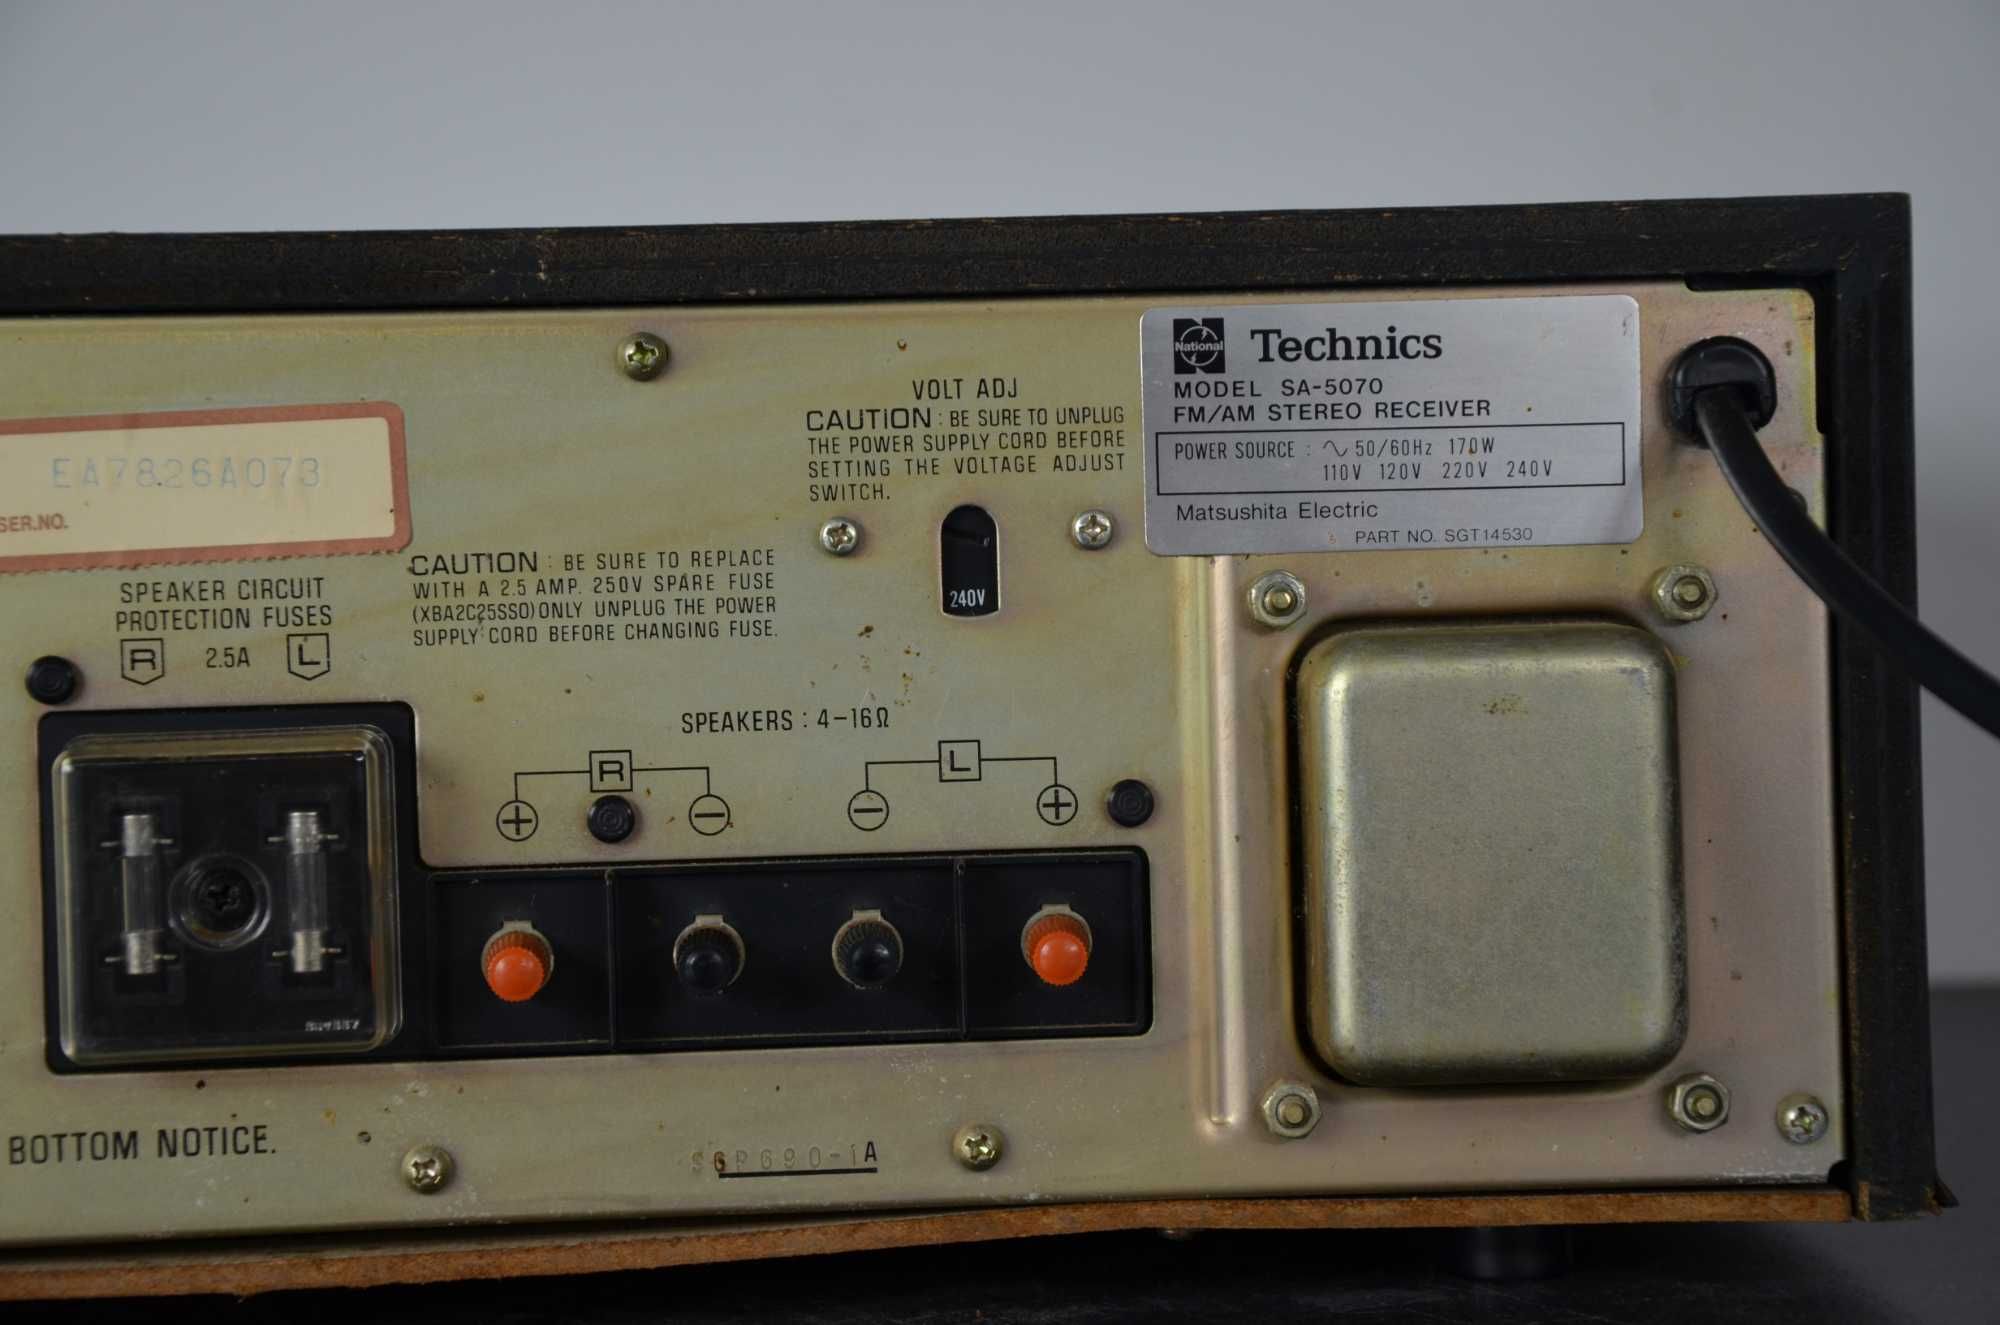 National
Technics
MODEL SA-5070
FM/AM STEREO RECEIVER
POWER SOURCE : ∿ 50/60Hz 170W
110V 120V 220V 240V
Matsushita Electric
PART NO. SGT14530
VOLT ADJ
CAUTION : BE SURE TO UNPLUG
THE POWER SUPPLY CORD BEFORE
SETTING THE VOLTAGE ADJUST
SWITCH.
240V
EA7826A073
SER.NO.
CAUTION : BE SURE TO REPLACE
WITH A 2.5 AMP. 250V SPARE FUSE
(XBA2C25SS0) ONLY UNPLUG THE POWER
SUPPLY CORD BEFORE CHANGING FUSE.
SPEAKER CIRCUIT
PROTECTION FUSES
R 2.5A L
SPEAKERS : 4-16Ω
R L
+ − − +
BOTTOM NOTICE.
SGP690-1A